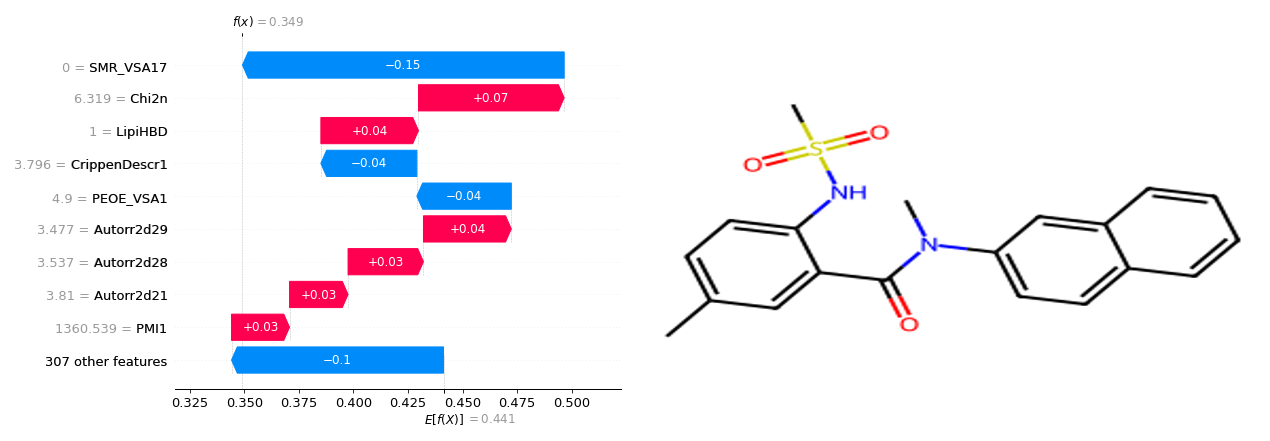 f(x) = 0.349
0 = SMR_VSA17
−0.15
6.319 = Chi2n
+0.07
1 = LipiHBD
+0.04
3.796 = CrippenDescr1
−0.04
4.9 = PEOE_VSA1
−0.04
3.477 = Autorr2d29
+0.04
3.537 = Autorr2d28
+0.03
3.81 = Autorr2d21
+0.03
1360.539 = PMI1
+0.03
307 other features
−0.1
0.325 0.350 0.375 0.400 0.425 0.450 0.475 0.500
E[f(X)] = 0.441
O
S
O
NH
N
O